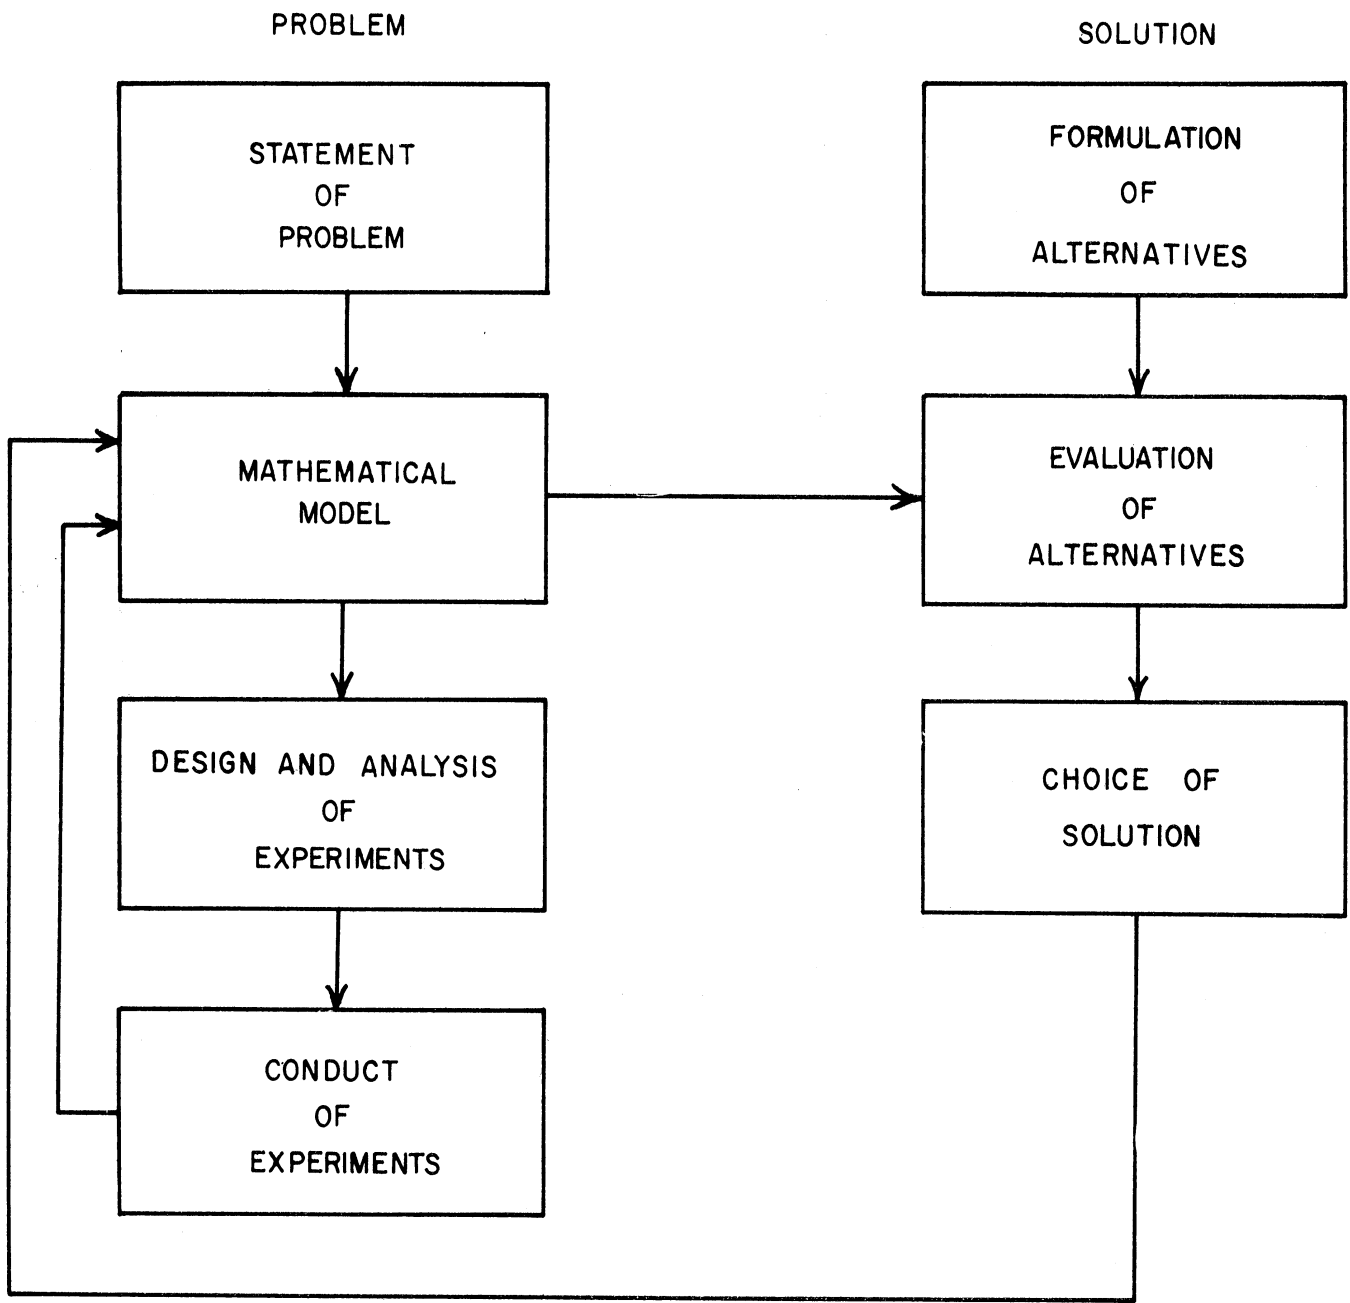 PROBLEM
STATEMENT
OF
PROBLEM
MATHEMATICAL
MODEL
DESIGN AND ANALYSIS
OF
EXPERIMENTS
CONDUCT
OF
EXPERIMENTS
SOLUTION
FORMULATION
OF
ALTERNATIVES
EVALUATION
OF
ALTERNATIVES
CHOICE OF
SOLUTION